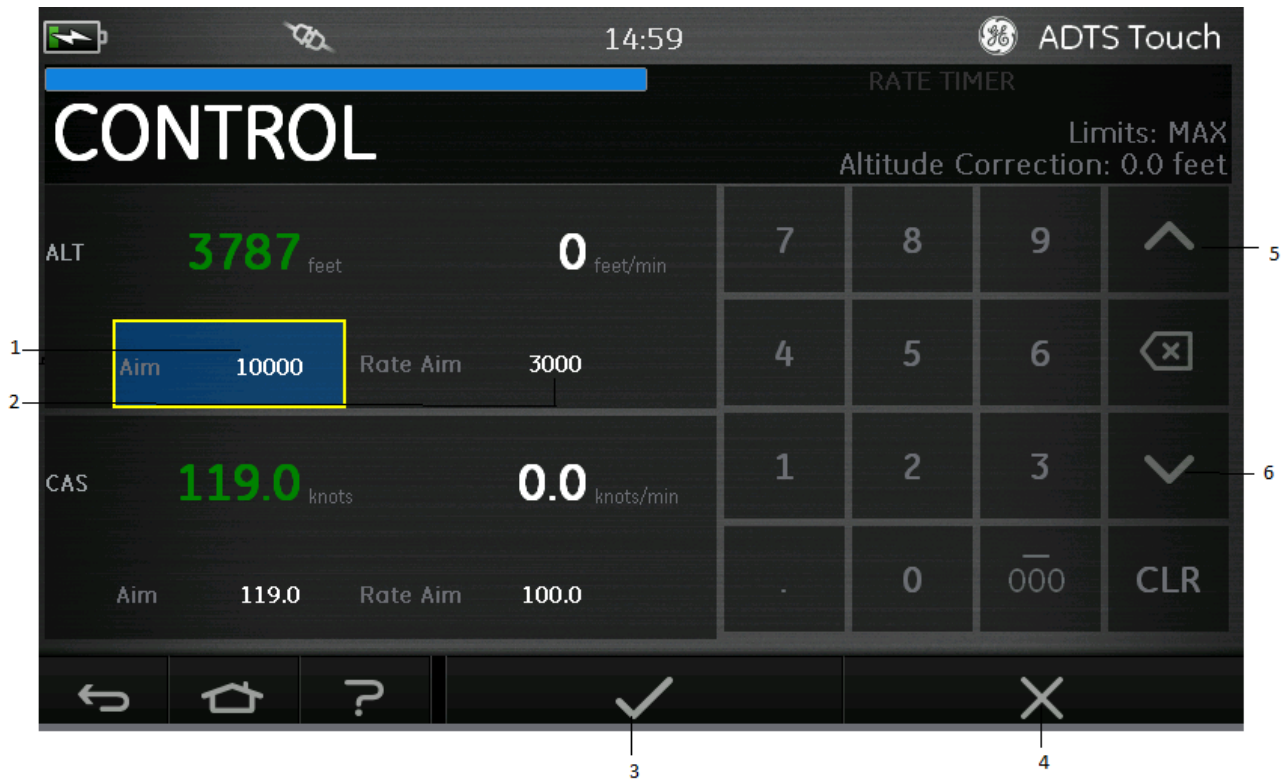 14:59 ADTS Touch
RATE TIMER
CONTROL
Limits: MAX
Altitude Correction: 0.0 feet
ALT 3787 feet 0 feet/min
Aim 10000 Rate Aim 3000
CAS 119.0 knots 0.0 knots/min
Aim 119.0 Rate Aim 100.0
7 8 9
4 5 6
1 2 3
. 0 000 CLR
?
1
2
3
4
5
6